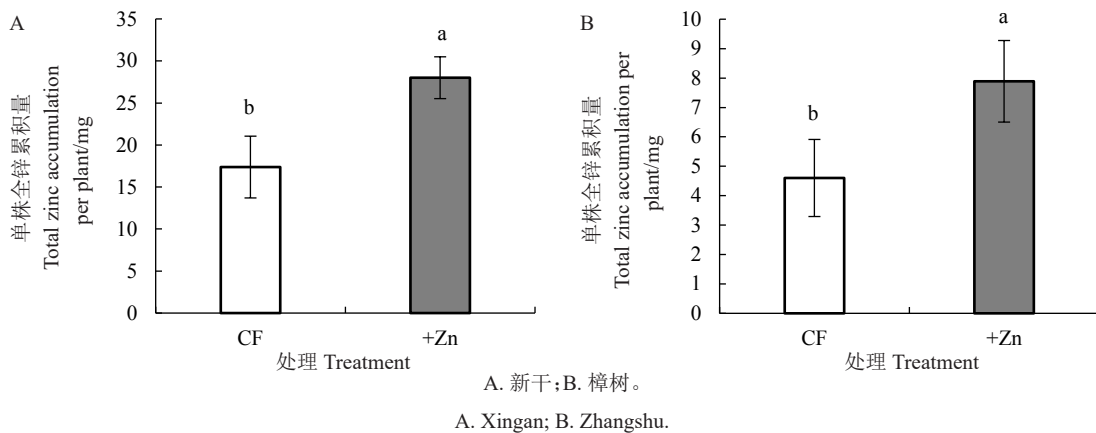 A
单株全锌累积量
Total zinc accumulation
per plant/mg
35
30
25
20
15
10
5
0
b
a
CF
+Zn
处理 Treatment
B
单株全锌累积量
Total zinc accumulation per
plant/mg
10
9
8
7
6
5
4
3
2
1
0
b
a
CF
+Zn
处理 Treatment
A. 新干;B. 樟树。
A. Xingan; B. Zhangshu.